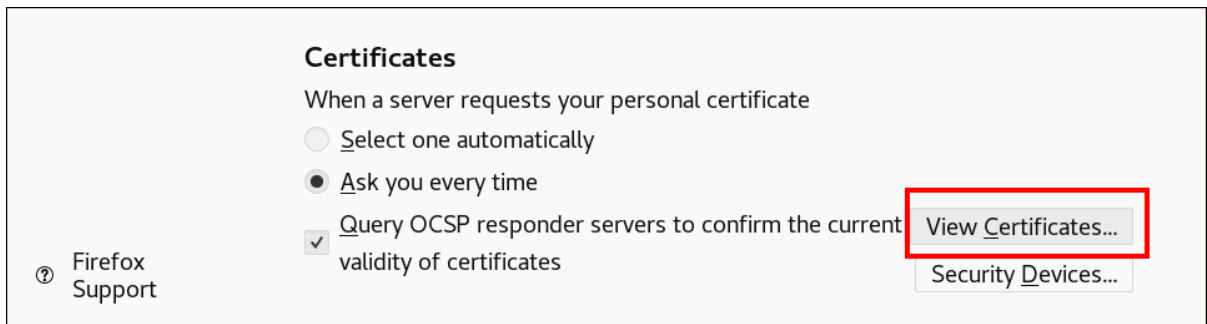 Certificates
When a server requests your personal certificate
Select one automatically
Ask you every time
Query OCSP responder servers to confirm the current
validity of certificates
View Certificates...
Security Devices...
Firefox
Support